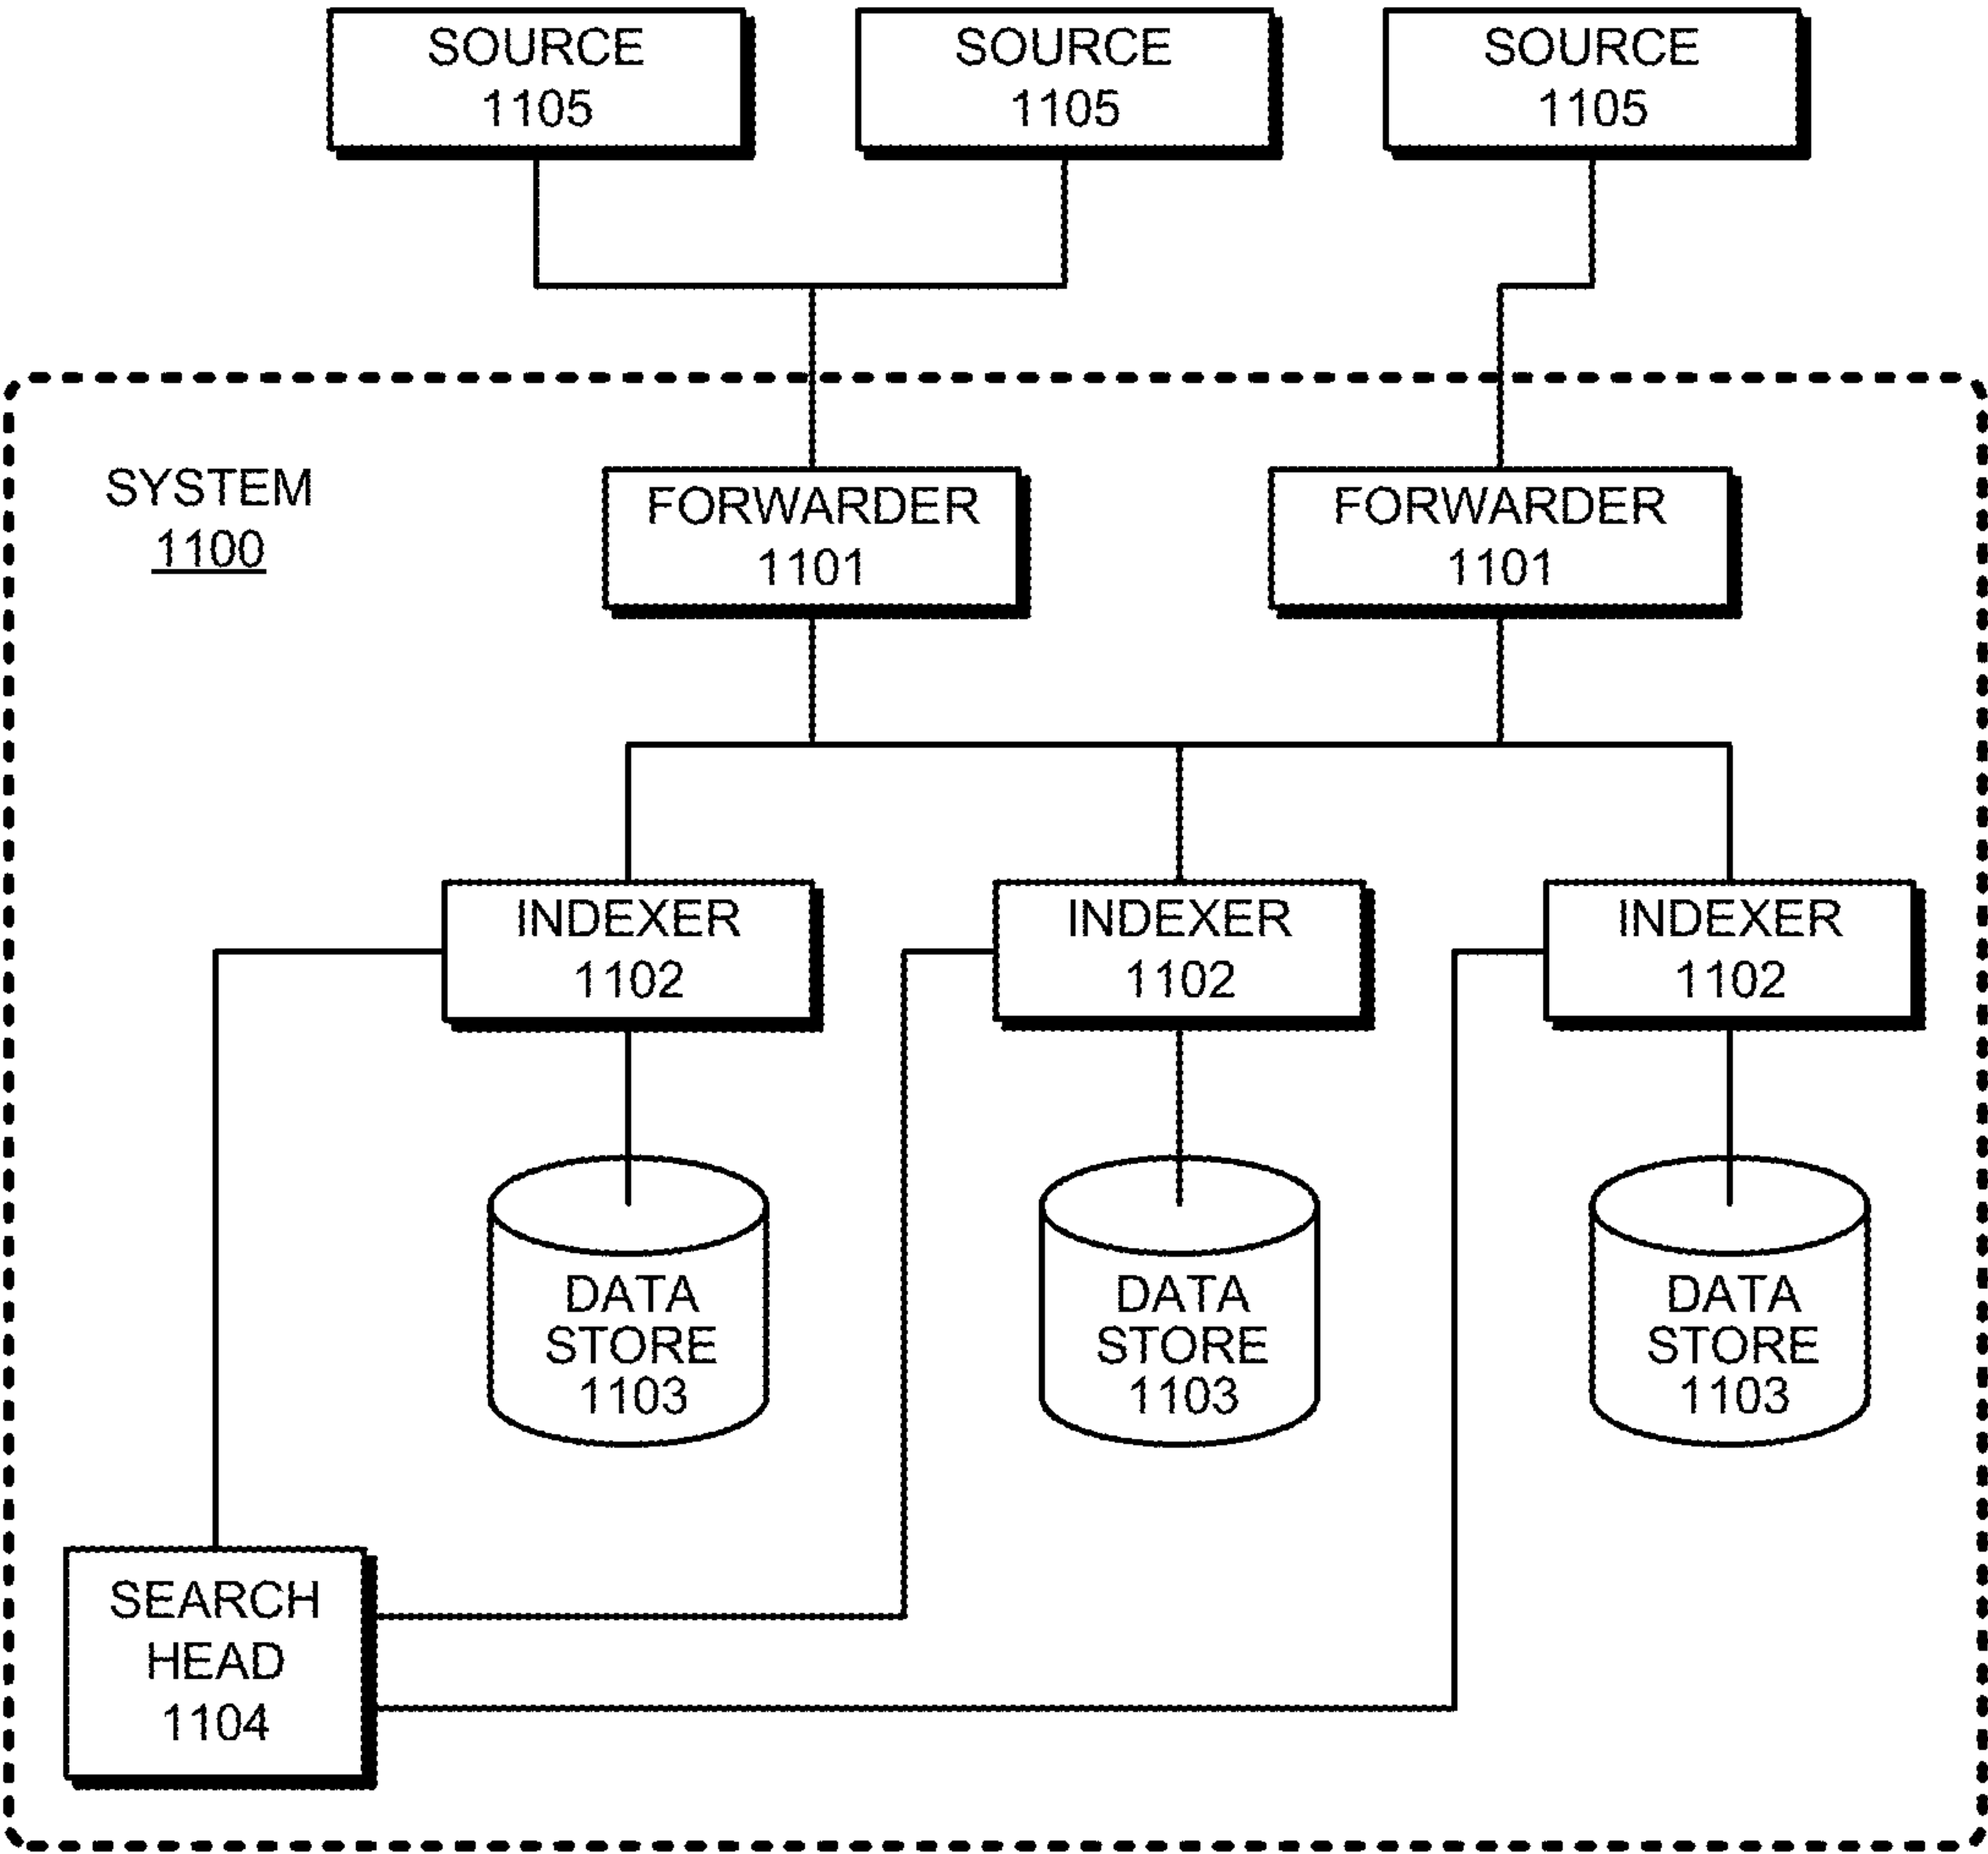 SOURCE
1105
SOURCE
1105
SOURCE
1105
SYSTEM
1100
FORWARDER
1101
FORWARDER
1101
INDEXER
1102
INDEXER
1102
INDEXER
1102
DATA
STORE
1103
DATA
STORE
1103
DATA
STORE
1103
SEARCH
HEAD
1104